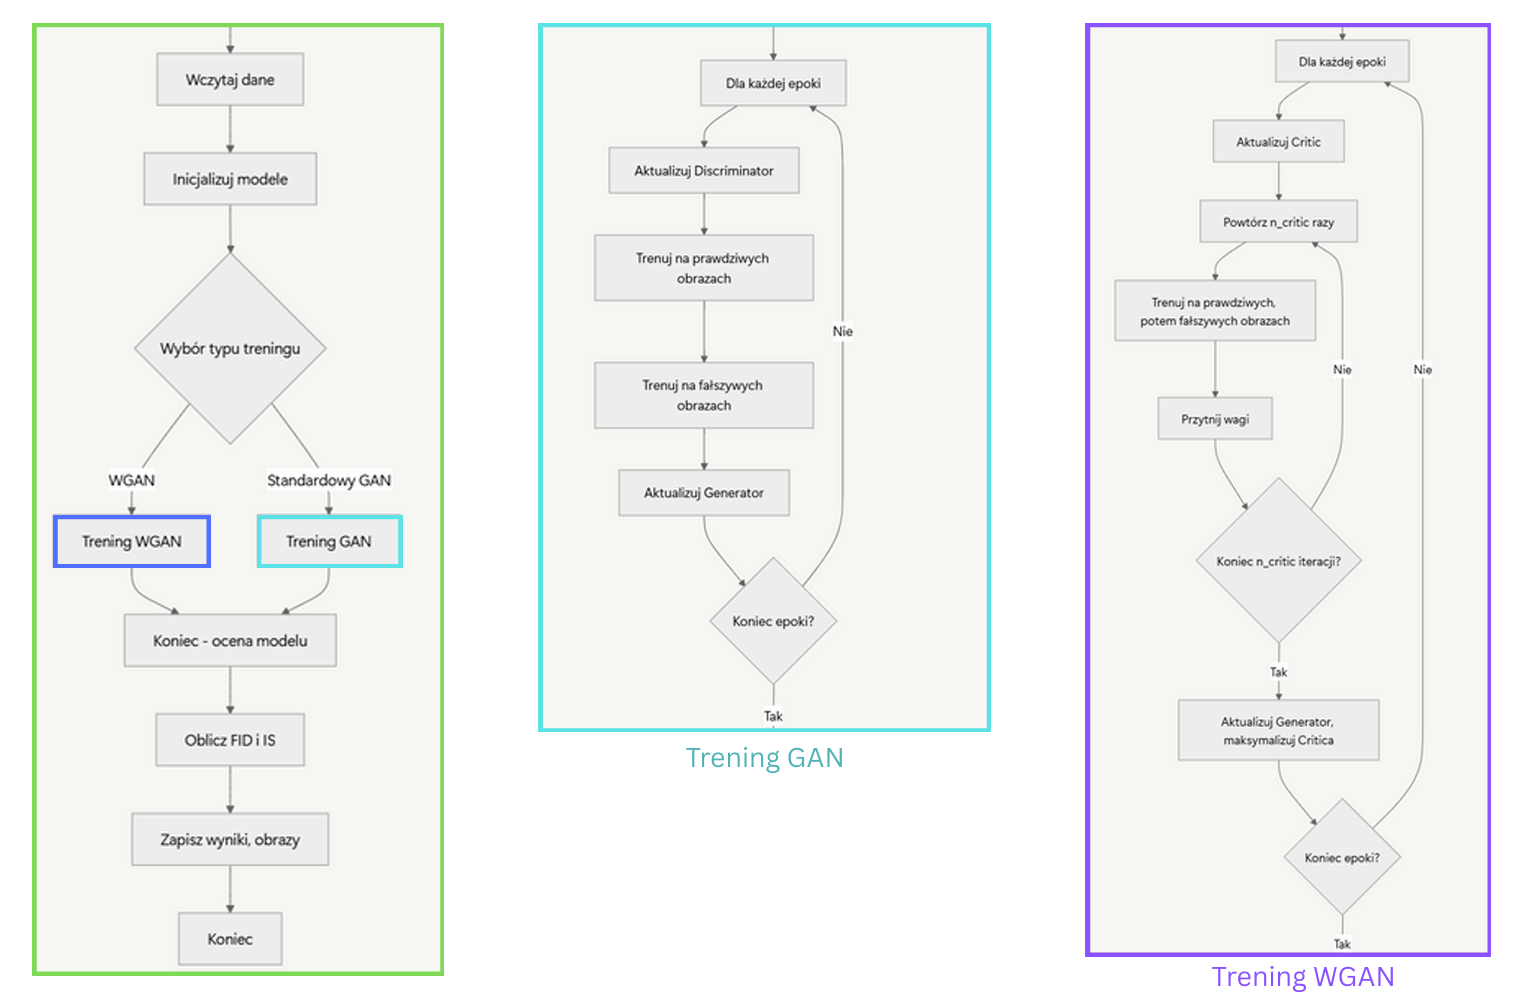 Wczytaj dane
Inicjalizuj modele
Wybór typu treningu
WGAN
Standardowy GAN
Trening WGAN
Trening GAN
Koniec - ocena modelu
Oblicz FID i IS
Zapisz wyniki, obrazy
Koniec
Dla każdej epoki
Aktualizuj Discriminator
Trenuj na prawdziwych
obrazach
Nie
Trenuj na fałszywych
obrazach
Aktualizuj Generator
Koniec epoki?
Tak
Trening GAN
Dla każdej epoki
Aktualizuj Critic
Powtórz n_critic razy
Trenuj na prawdziwych,
potem fałszywych obrazach
Nie
Nie
Przytnij wagi
Koniec n_critic iteracji?
Tak
Aktualizuj Generator,
maksymalizuj Critica
Koniec epoki?
Tak
Trening WGAN